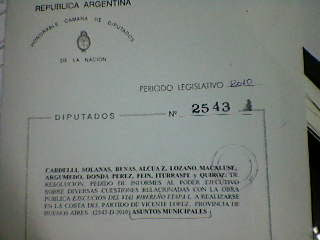 REPUBLICA ARGENTINA
HONORABLE CAMARA DE DIPUTADOS
DE LA NACION
PERIODO LEGISLATIVO 2010
DIPUTADOS Nº 2543
CARDELLI, SOLANAS, BENAS, ALCUAZ, LOZANO, MACALUSE,
ARGUMEDO, DONDA PEREZ, FEIN, ITURRASPE y QUIROZ: DE
RESOLUCION. PEDIDO DE INFORMES AL PODER EJECUTIVO
SOBRE DIVERSAS CUESTIONES RELACIONADAS CON LA OBRA
PUBLICA EJECUCION DEL VIAL RIBEREÑO ETAPA I, A REALIZARSE
EN LA COSTA DEL PARTIDO DE VICENTE LOPEZ, PROVINCIA DE
BUENOS AIRES. (2543-D-2010) ASUNTOS MUNICIPALES